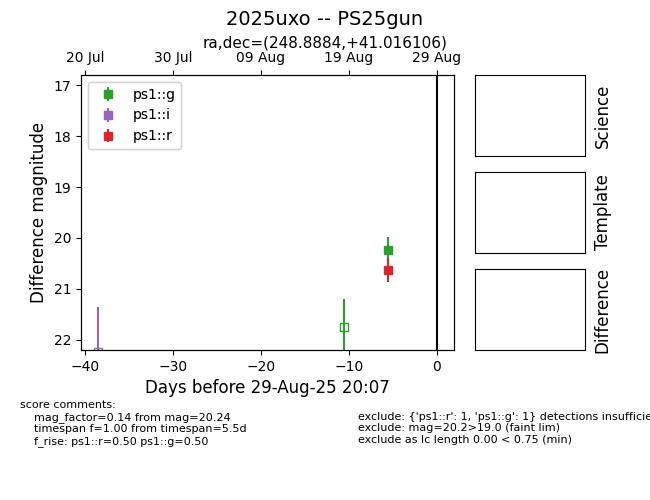 2025uxo -- PS25gun
ra,dec=(248.8884,+41.016106)
20 Jul 30 Jul 09 Aug 19 Aug 29 Aug
ps1::g
ps1::i
ps1::r
17
18
19
20
21
22
Difference magnitude
−40 −30 −20 −10 0
Days before 29-Aug-25 20:07
Science
Template
Difference
score comments:
mag_factor=0.14 from mag=20.24
timespan f=1.00 from timespan=5.5d
f_rise: ps1::r=0.50 ps1::g=0.50
exclude: {'ps1::r': 1, 'ps1::g': 1} detections
exclude: mag=20.2>19.0 (faint lim)
exclude as lc length 0.00 < 0.75 (min)